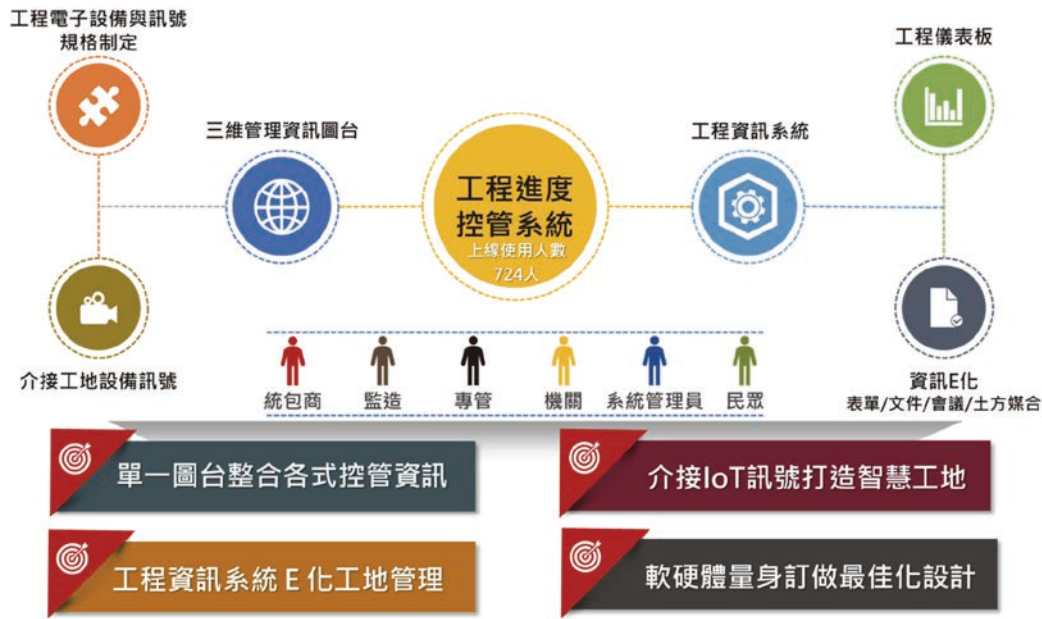 工程電子設備與訊號
規格制定
工程儀表板
三維管理資訊圖台
工程資訊系統
工程進度
控管系統
上線使用人數
724人
介接工地設備訊號
資訊E化
表單/文件/會議/土方媒合
統包商
監造
專管
機關
系統管理員
民眾
單一圖台整合各式控管資訊
介接IoT訊號打造智慧工地
工程資訊系統E化工地管理
軟硬體量身訂做最佳化設計